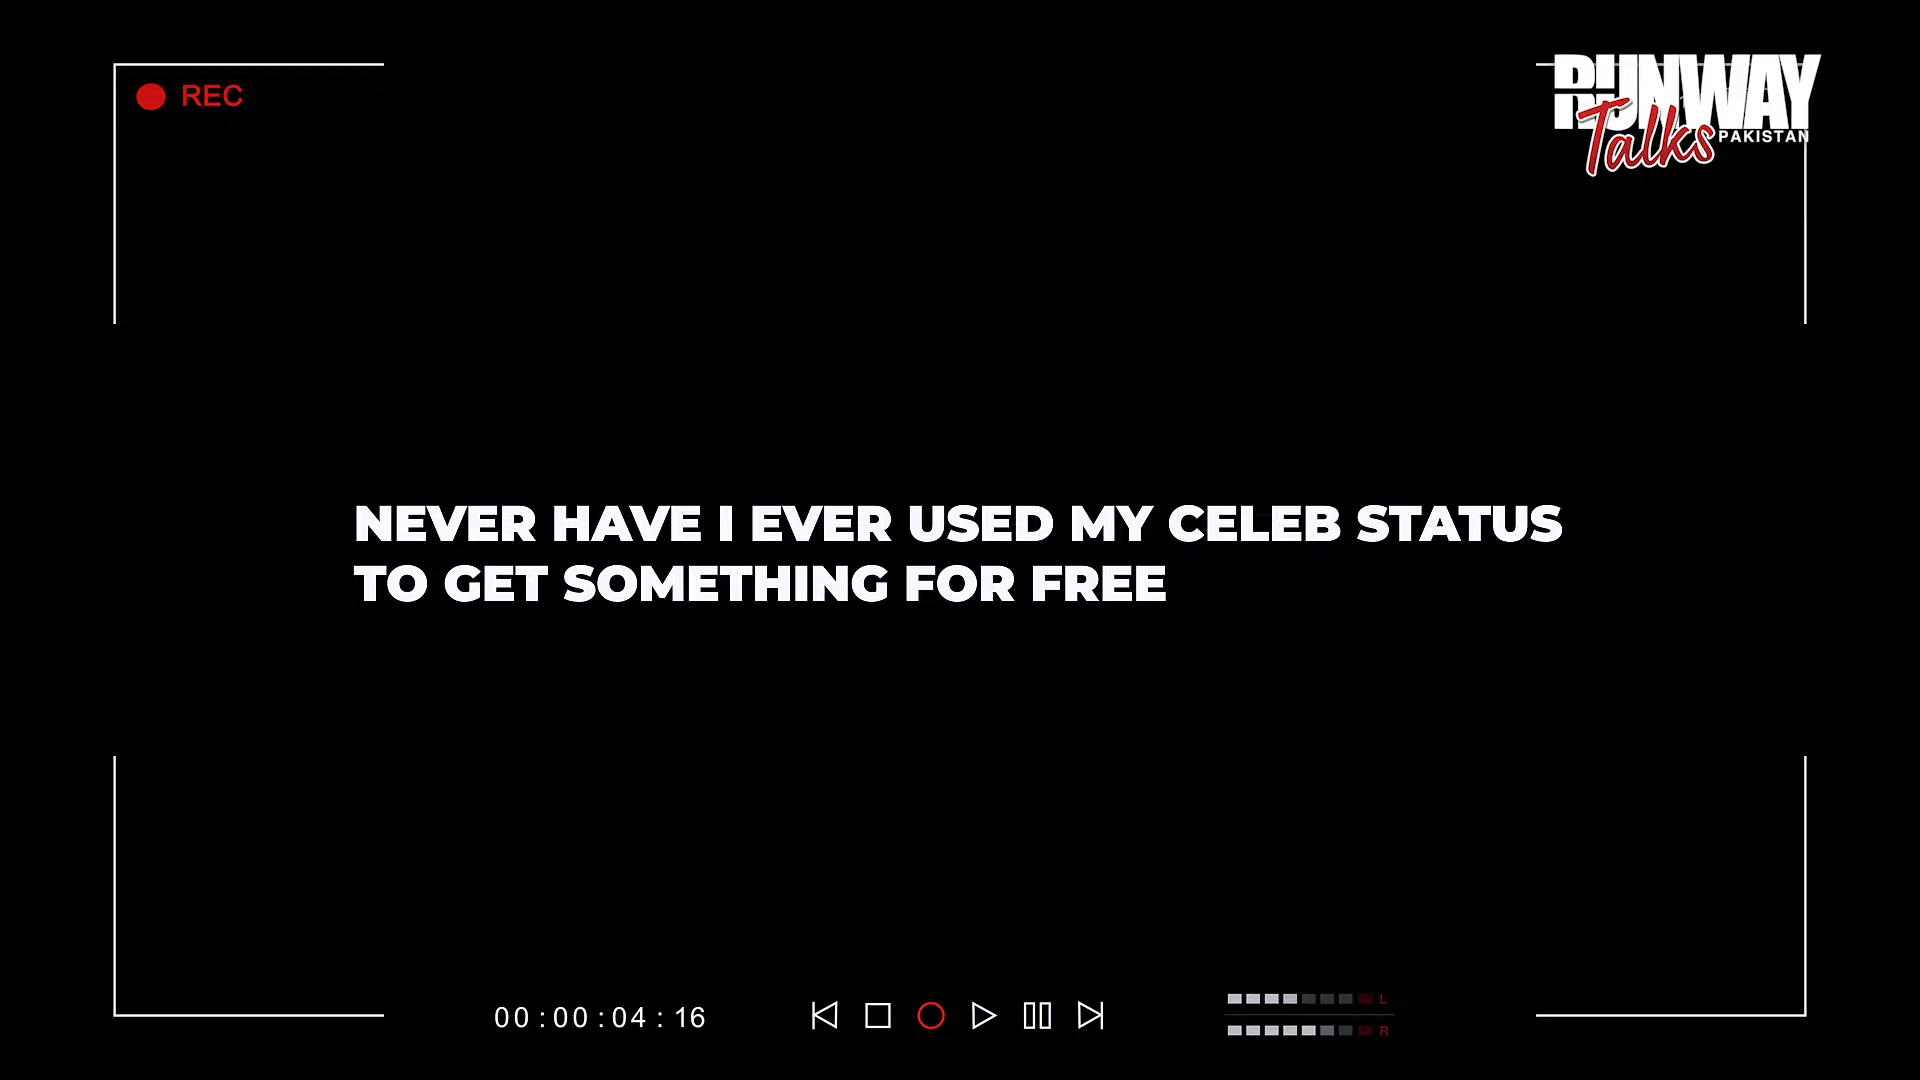 REC
RUNWAY
Talks PAKISTAN
NEVER HAVE I EVER USED MY CELEB STATUS
TO GET SOMETHING FOR FREE
00:00:04:16
L
R